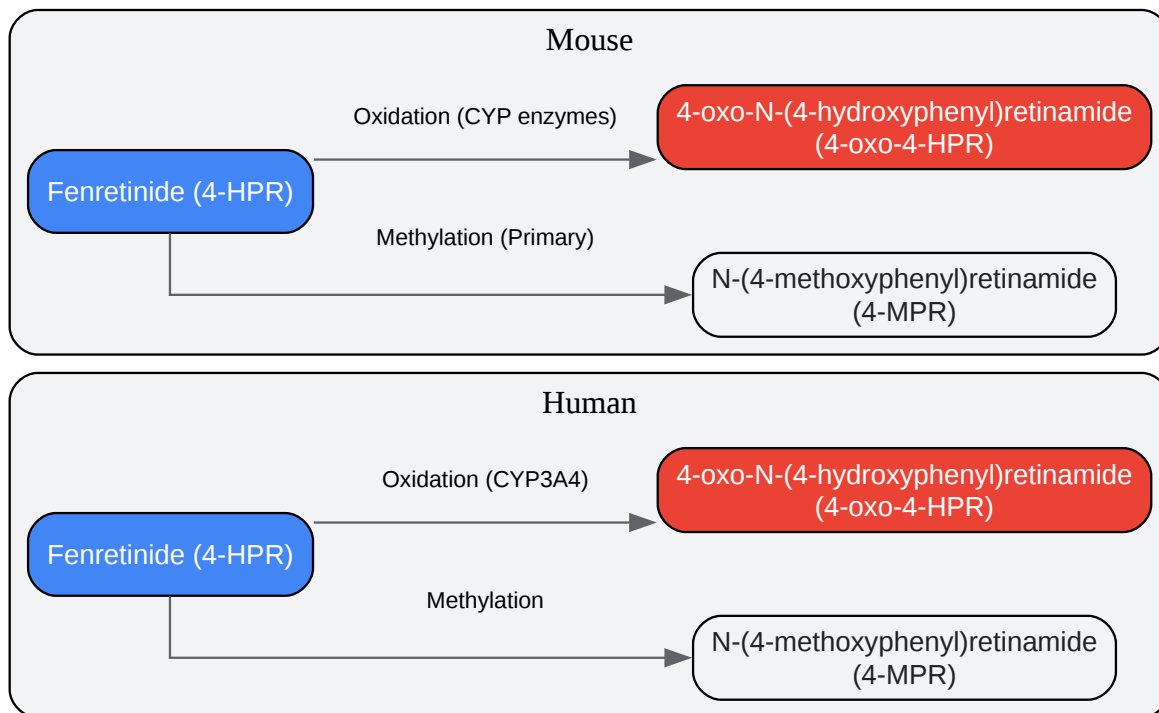 Mouse
Oxidation (CYP enzymes)
4-oxo-N-(4-hydroxyphenyl)retinamide
(4-oxo-4-HPR)
Fenretinide (4-HPR)
Methylation (Primary)
N-(4-methoxyphenyl)retinamide
(4-MPR)
Human
Oxidation (CYP3A4)
4-oxo-N-(4-hydroxyphenyl)retinamide
(4-oxo-4-HPR)
Fenretinide (4-HPR)
Methylation
N-(4-methoxyphenyl)retinamide
(4-MPR)